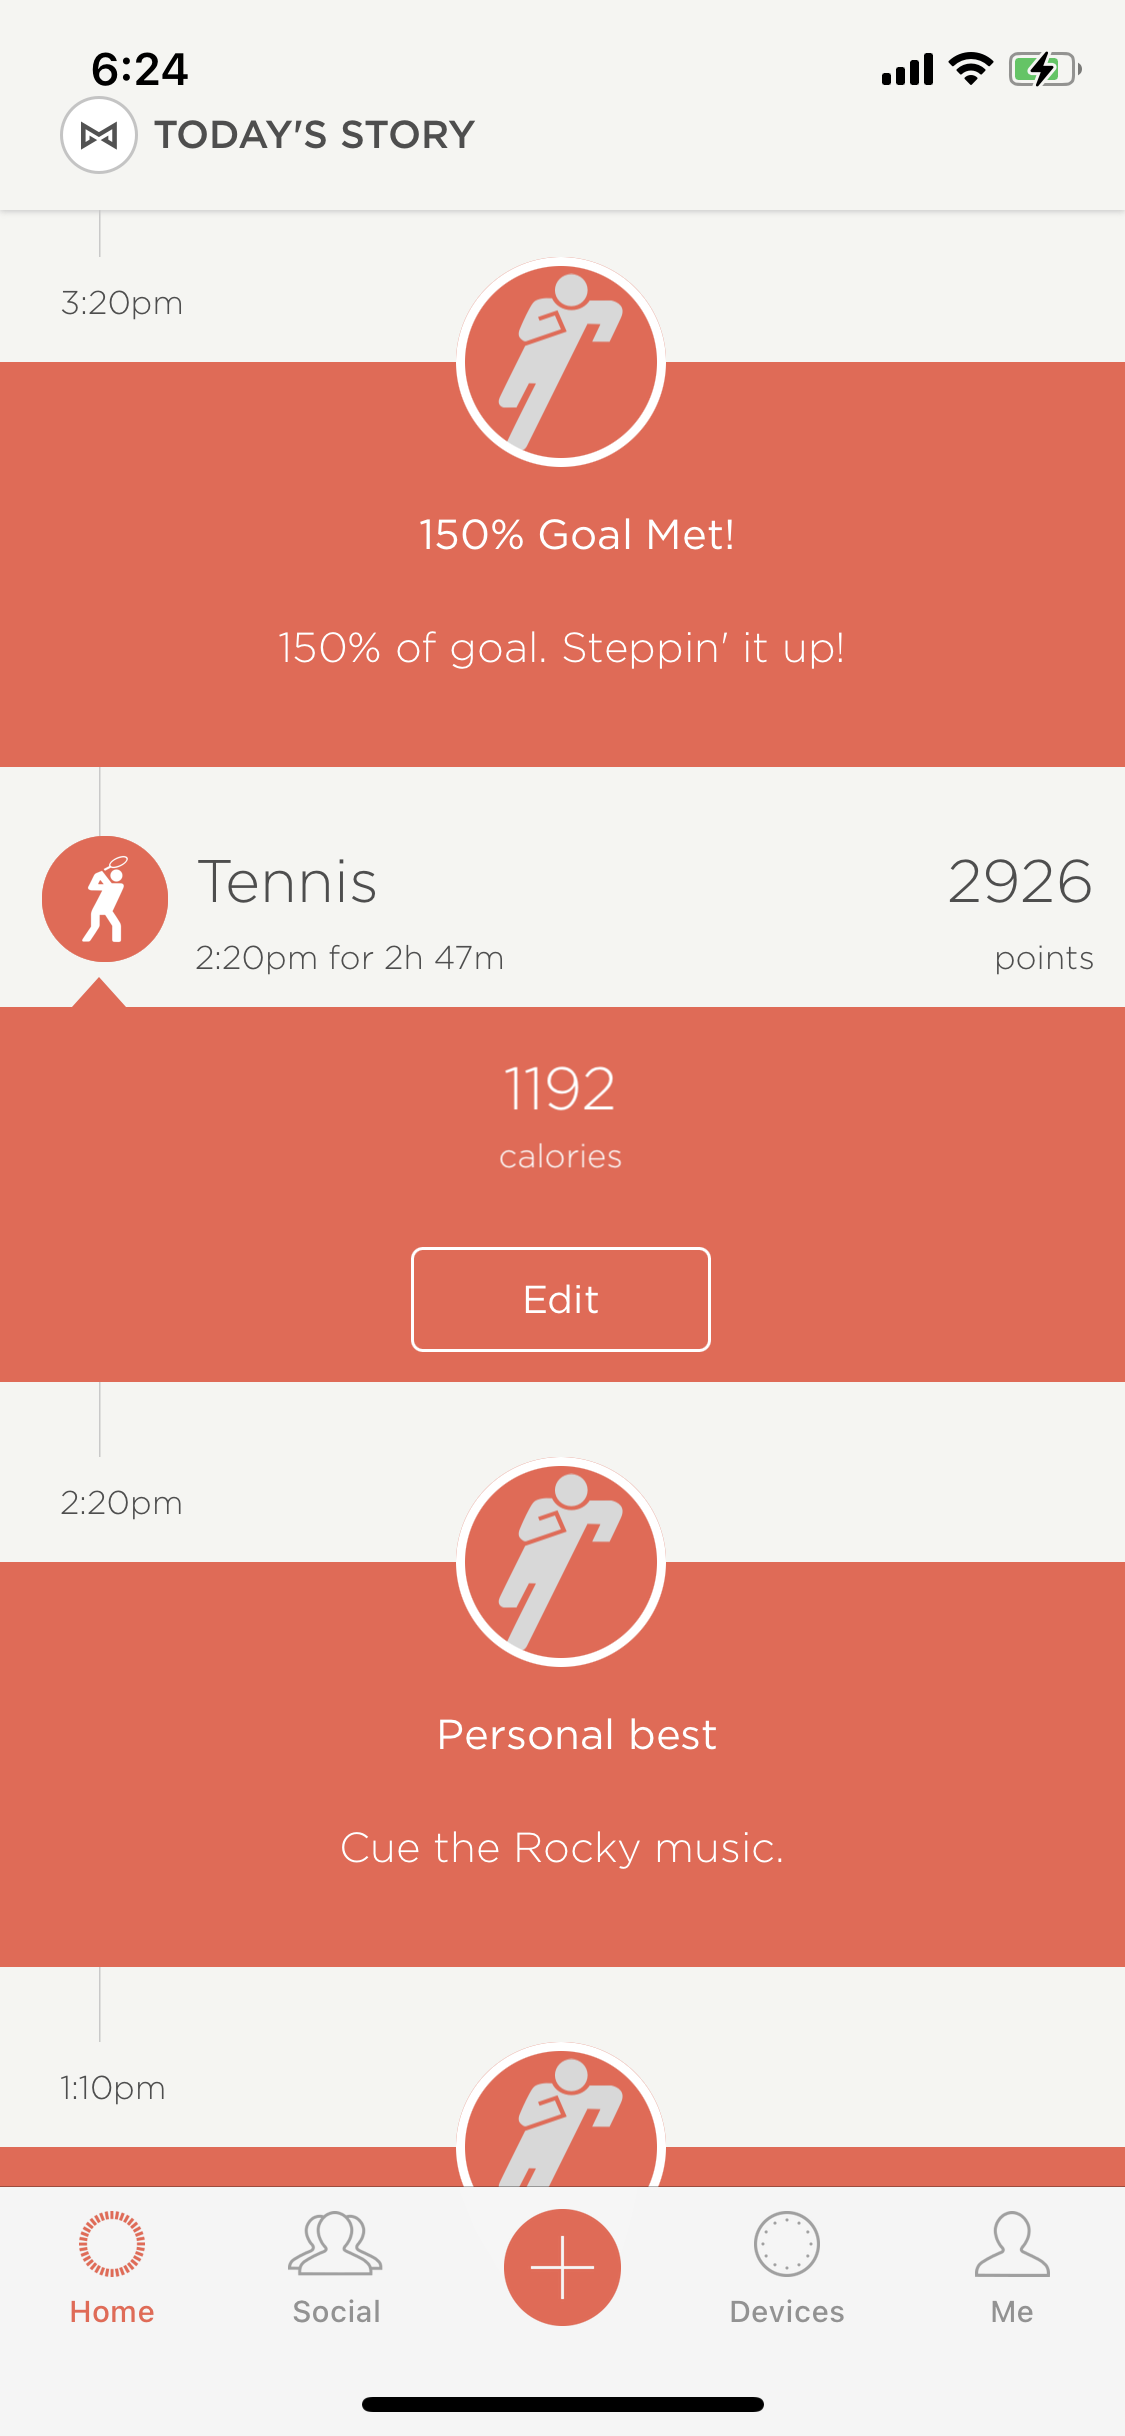 6:24
TODAY'S STORY
3:20pm
150% Goal Met!
150% of goal. Steppin' it up!
Tennis
2926
2:20pm for 2h 47m
points
1192
calories
Edit
2:20pm
Personal best
Cue the Rocky music.
1:10pm
Home
Social
Devices
Me